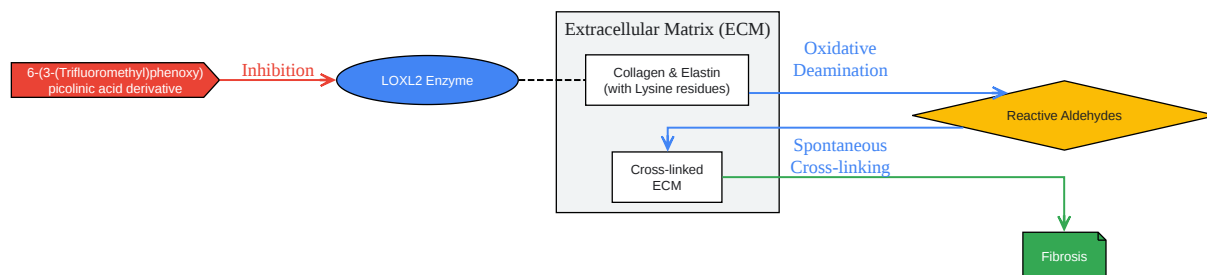 6-(3-(Trifluoromethyl)phenoxy)
picolinic acid derivative
Inhibition
LOXL2 Enzyme
Extracellular Matrix (ECM)
Collagen & Elastin
(with Lysine residues)
Oxidative
Deamination
Reactive Aldehydes
Spontaneous
Cross-linking
Cross-linked
ECM
Fibrosis